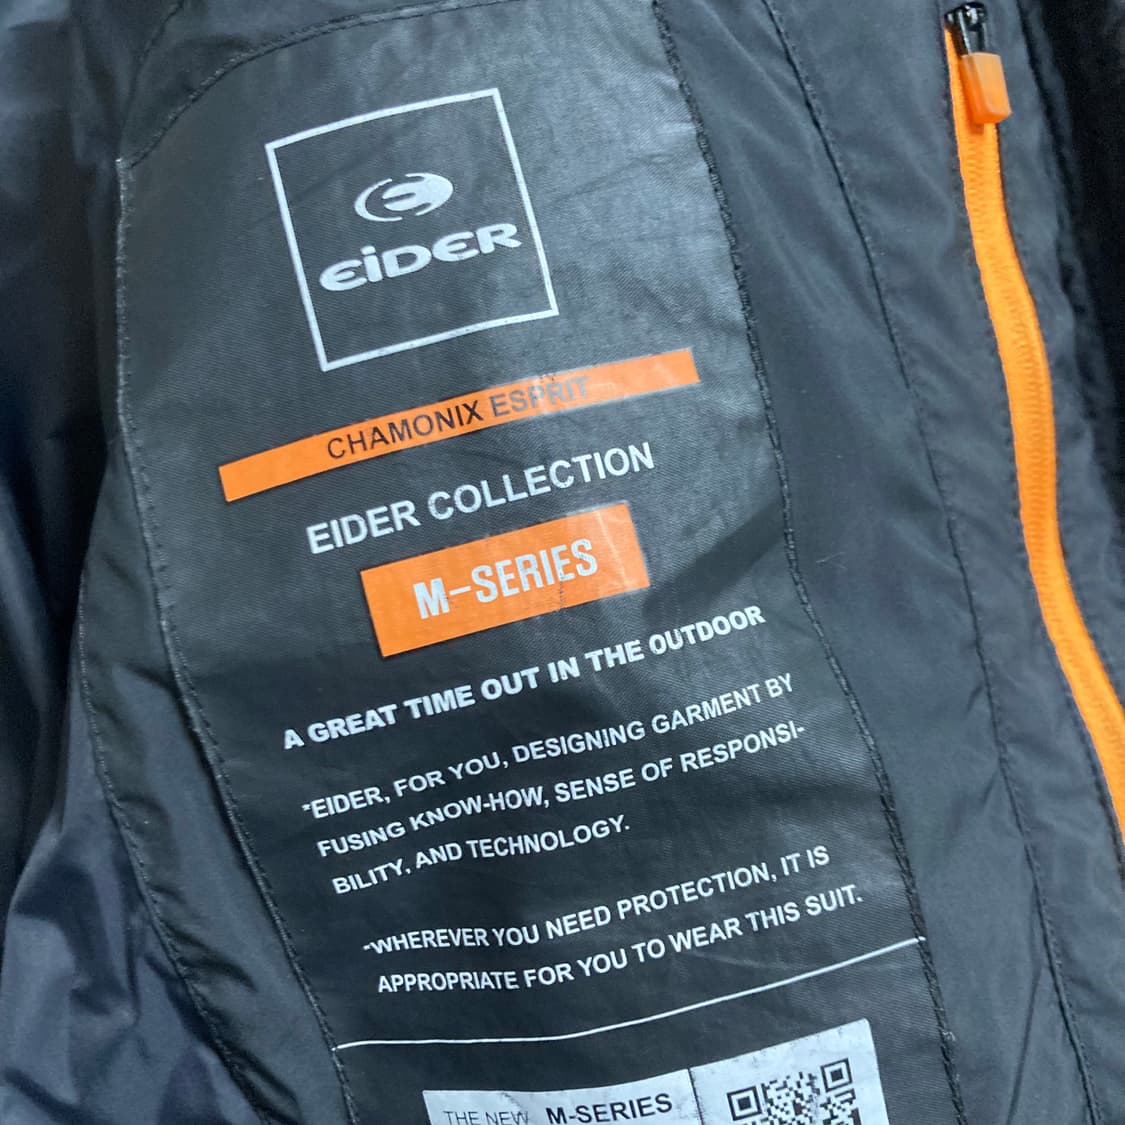 EiDER
CHAMONIX ESPRIT
EIDER COLLECTION
M-SERIES
A GREAT TIME OUT IN THE OUTDOOR
-EIDER, FOR YOU, DESIGNING GARMENT BY
FUSING KNOW-HOW, SENSE OF RESPONSI-
BILITY, AND TECHNOLOGY.
-WHEREVER YOU NEED PROTECTION, IT IS
APPROPRIATE FOR YOU TO WEAR THIS SUIT.
THE NEW M-SERIES